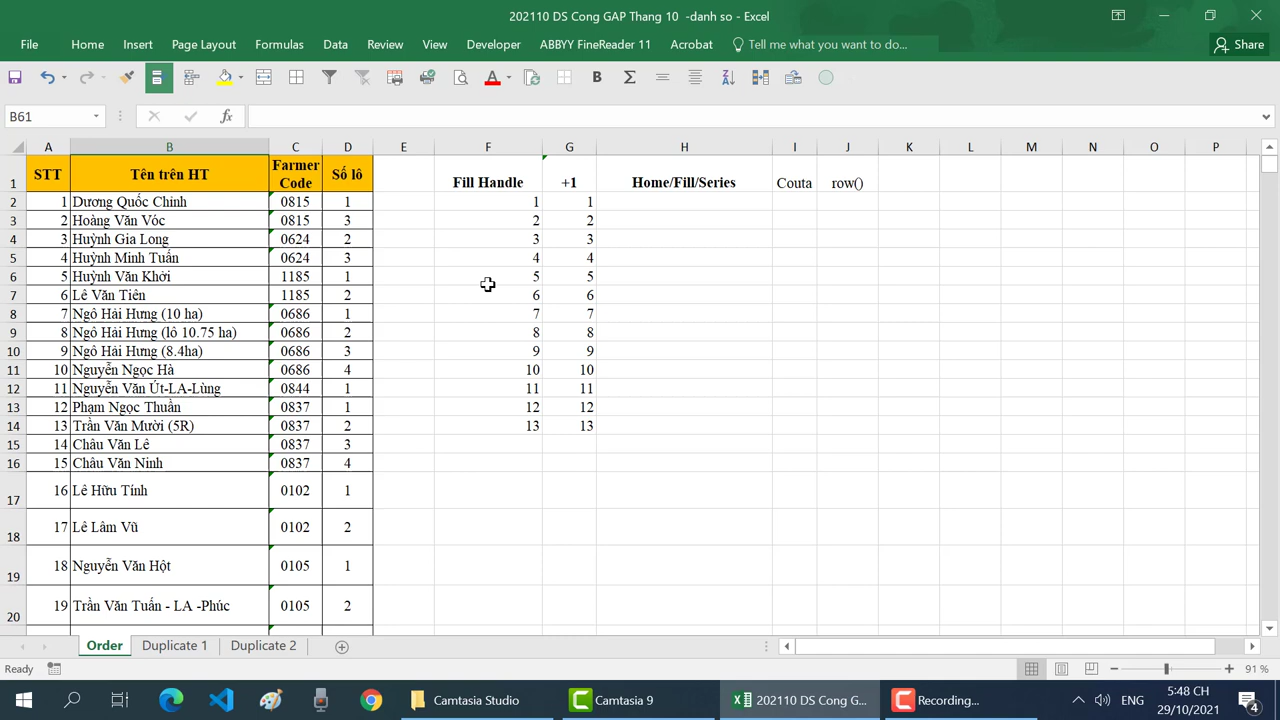 202110 DS Cong GAP Thang 10 -danh so - Excel
File Home Insert Page Layout Formulas Data Review View Developer ABBYY FineReader 11 Acrobat Tell me what you want to do... Share
B61 fx
A B C D E F G H I J K L M N O P
1 STT Tên trên HT Farmer Code Số lô Fill Handle +1 Home/Fill/Series Couta row()
2 1 Dương Quốc Chinh 0815 1 1 1
3 2 Hoàng Văn Vóc 0815 3 2 2
4 3 Huỳnh Gia Long 0624 2 3 3
5 4 Huỳnh Minh Tuấn 0624 3 4 4
6 5 Huỳnh Văn Khởi 1185 1 5 5
7 6 Lê Văn Tiên 1185 2 6 6
8 7 Ngô Hải Hưng (10 ha) 0686 1 7 7
9 8 Ngô Hải Hưng (lô 10.75 ha) 0686 2 8 8
10 9 Ngô Hải Hưng (8.4ha) 0686 3 9 9
11 10 Nguyễn Ngọc Hà 0686 4 10 10
12 11 Nguyễn Văn Út-LA-Lùng 0844 1 11 11
13 12 Phạm Ngọc Thuần 0837 1 12 12
14 13 Trần Văn Mười (5R) 0837 2 13 13
15 14 Châu Văn Lê 0837 3
16 15 Châu Văn Ninh 0837 4
17 16 Lê Hữu Tính 0102 1
18 17 Lê Lâm Vũ 0102 2
19 18 Nguyễn Văn Hột 0105 1
20 19 Trần Văn Tuấn - LA -Phúc 0105 2
Order Duplicate 1 Duplicate 2
Ready 91 %
Camtasia Studio Camtasia 9 202110 DS Cong G... Recording... ENG 5:48 CH 4
29/10/2021